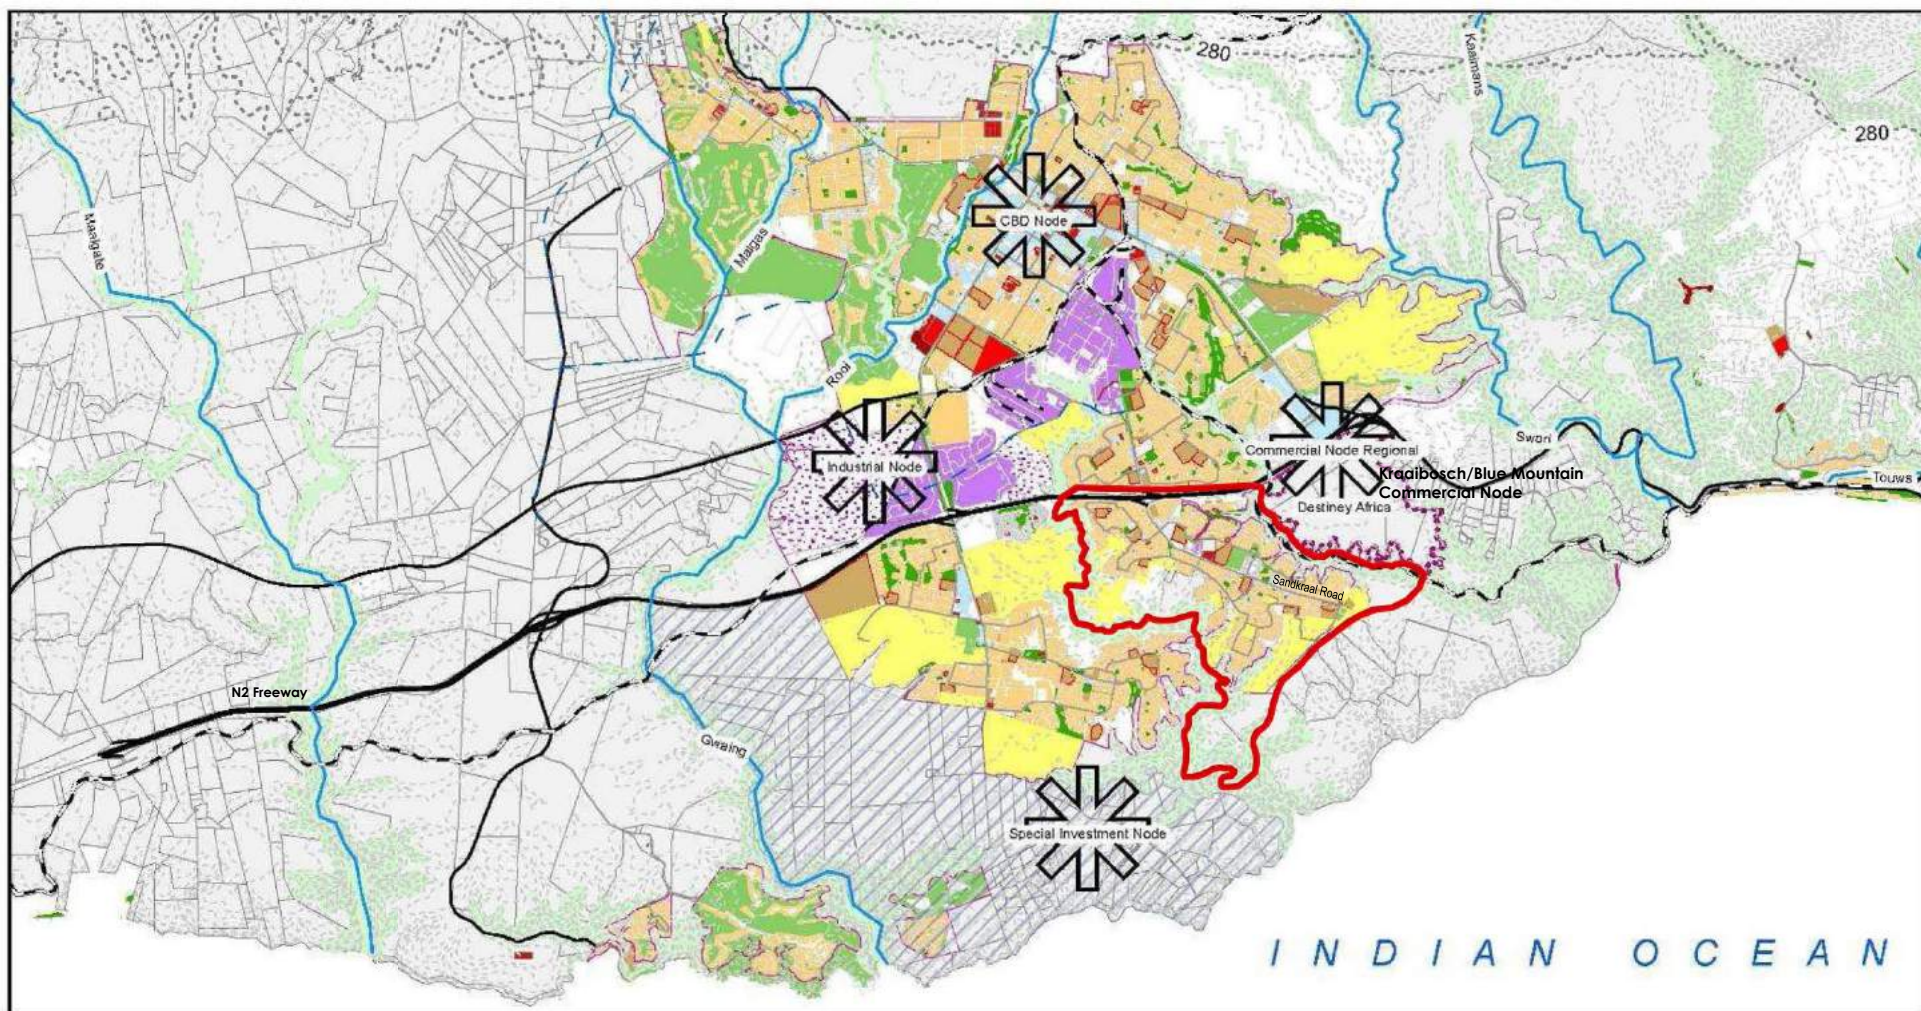 280
Kaaimans
280
Maalgate
Malgas
CBD Node
Rooi
Swart
Commercial Node Regional
Industrial Node
Kraaibosch/Blue Mountain
Commercial Node
Touws
Destiney Africa
Sandkraal Road
N2 Freeway
Gwaing
Special Investment Node
INDIAN OCEAN